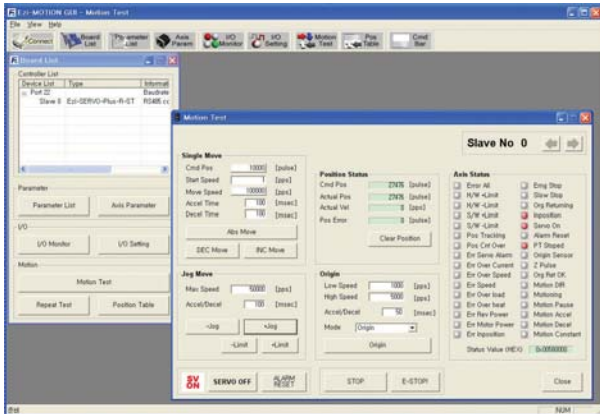 Ezi-MOTION GUI - Motion Test
File View Help
Connect
Board List
Parameter List
Axis Param
I/O Monitor
I/O Setting
Motion Test
Pos Table
Cmd Bar
Board List
Controller List
Device List Type Informati
Port Baudrate
Slave 0 Ezi-SERVO-Plus-R-ST
Parameter
Parameter List Axis Parameter
I/O
I/O Monitor I/O Setting
Motion
Motion Test
Repeat Test Position Table
Motion Test
Slave No 0
Single Move
Cmd Pos 10000 [pulse]
Start Speed 1 [pps]
Move Speed 100000 [pps]
Accel Time 100 [msec]
Decel Time 100 [msec]
Abs Move
DEC Move INC Move
Jog Move
Max Speed 50000 [pps]
Accel/Decel 100 [msec]
-Jog +Jog
-Limit +Limit
Position Status
Cmd Pos 27476 [pulse]
Actual Pos 27476 [pulse]
Actual Vel 0 [pps]
Pos Error 0 [pulse]
Clear Position
Origin
Low Speed 1000 [pps]
High Speed 5000 [pps]
Accel/Decel 50 [msec]
Mode Origin
Origin
Axis Status
Error All Emg Stop
H/W +Limit Slow Stop
H/W -Limit Org Returning
S/W +Limit Inposition
S/W -Limit Servo On
Pos Tracking Alarm Reset
Pos Cnt Over PT Stoped
Err Servo Alarm Origin Sensor
Err Over Current Z Pulse
Err Over Speed Org Ret OK
Err Speed Motion DIR
Err Over load Motioning
Err Over heat Motion Pause
Err Rev Power Motion Accel
Err Motor Power Motion Decel
Err Inposition Motion Constant
Status Value (HEX)
SV ON
SERVO OFF
ALARM RESET
STOP
E-STOP!
Close
NUM